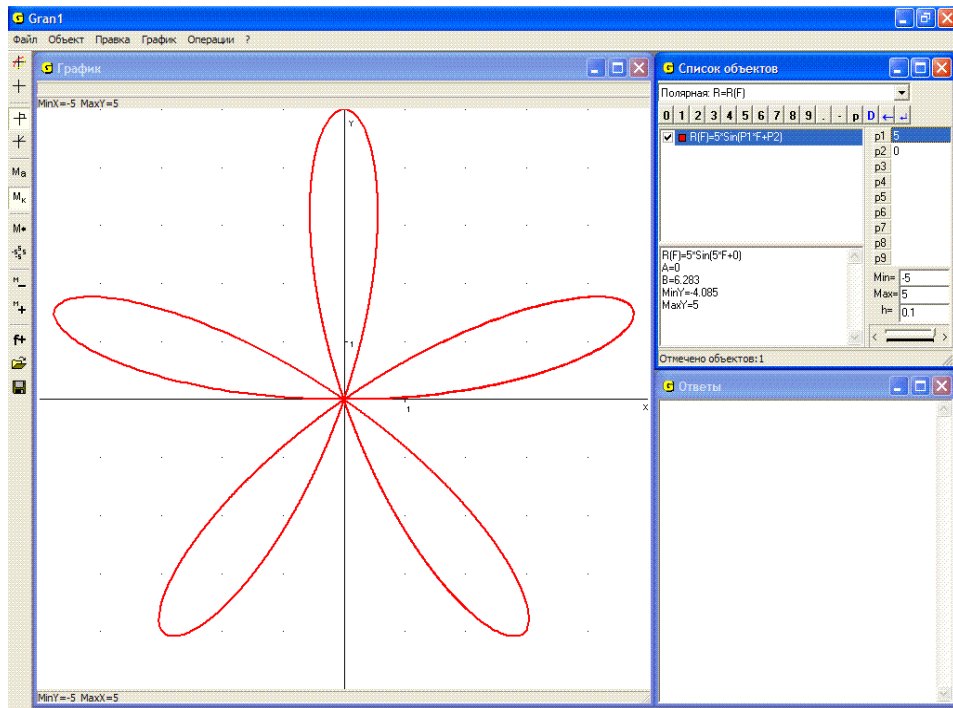 Gran1
Файл Объект Правка График Операции ?
График
MinX=-5 MaxY=5
Y
1
1
X
MinY=-5 MaxX=5
Ma
Мк
M*
M
M+
f+
Список объектов
Полярная: R=R(F)
0 1 2 3 4 5 6 7 8 9 . - p D
R(F)=5*Sin(P1*F+P2)
p1 5
p2 0
p3
p4
p5
p6
p7
p8
p9
R(F)=5*Sin(5*F+0)
A=0
B=6.283
MinY=-4.085
MaxY=5
Min= -5
Max= 5
h= 0.1
Отмечено объектов:1
Ответы